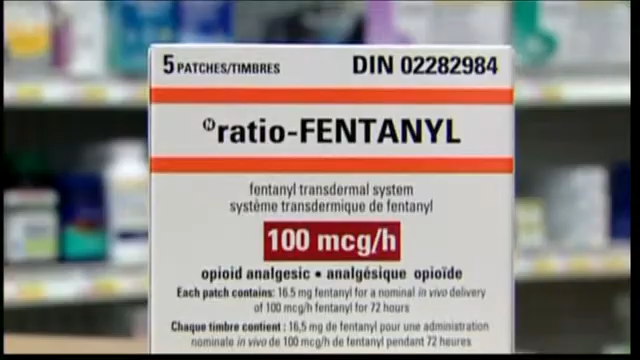 5 PATCHES/TIMBRES DIN 02282984
N ratio-FENTANYL
fentanyl transdermal system
système transdermique de fentanyl
100 mcg/h
opioid analgesic • analgésique opioïde
Each patch contains: 16.5 mg fentanyl for a nominal in vivo delivery
of 100 mcg/h fentanyl for 72 hours
Chaque timbre contient : 16,5 mg de fentanyl pour une administration
nominale in vivo de 100 mcg/h de fentanyl pendant 72 heures